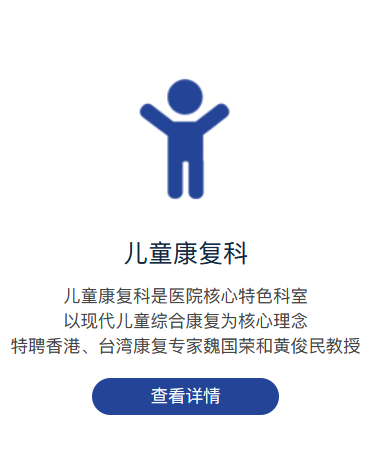 儿童康复科
儿童康复科是医院核心特色科室
以现代儿童综合康复为核心理念
特聘香港、台湾康复专家魏国荣和黄俊民教授
查看详情